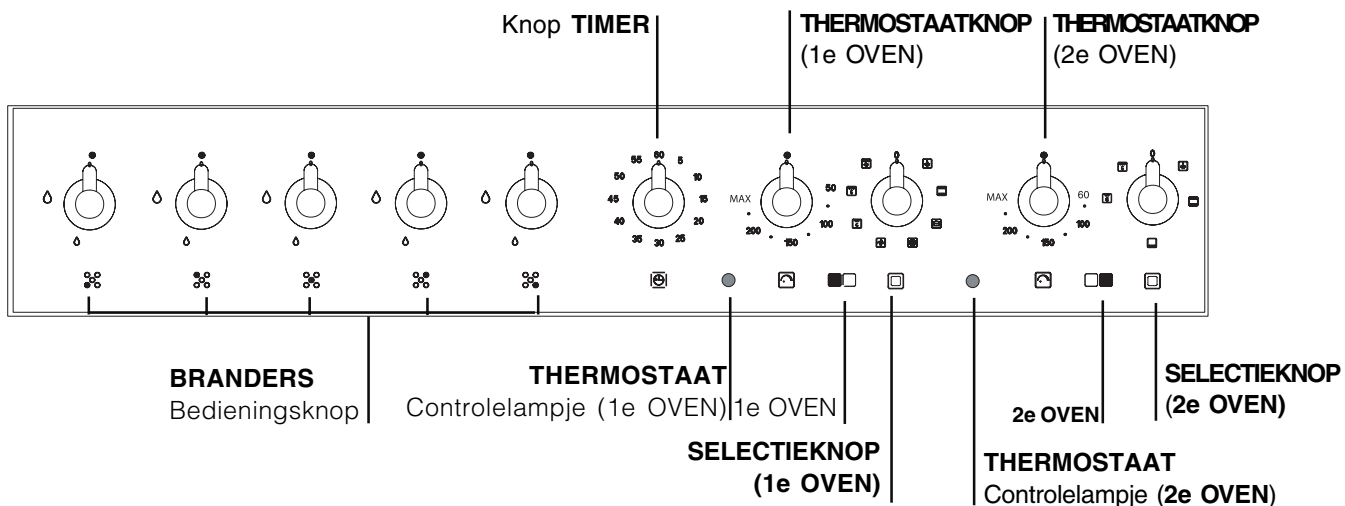 Knop TIMER
THERMOSTAATKNOP
(1e OVEN)
THERMOSTAATKNOP
(2e OVEN)
60
5
10
15
20
25
30
35
40
45
50
55
MAX
50
100
150
200
0
MAX
60
100
150
200
0
BRANDERS
Bedieningsknop
THERMOSTAAT
Controlelampje (1e OVEN)
1e OVEN
SELECTIEKNOP
(1e OVEN)
2e OVEN
THERMOSTAAT
Controlelampje (2e OVEN)
SELECTIEKNOP
(2e OVEN)